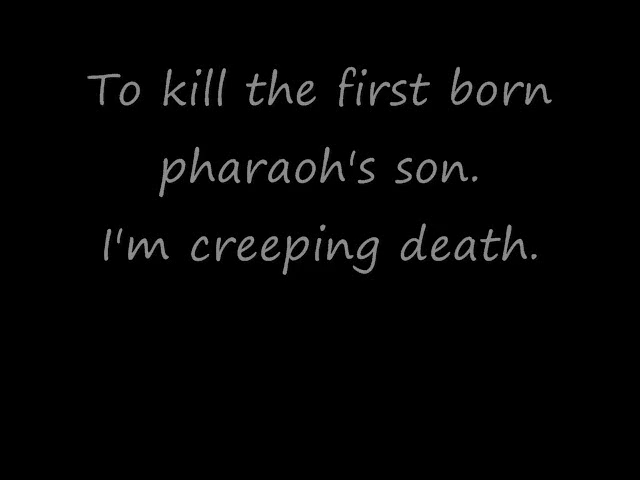 To kill the first born
pharaoh's son.
I'm creeping death.